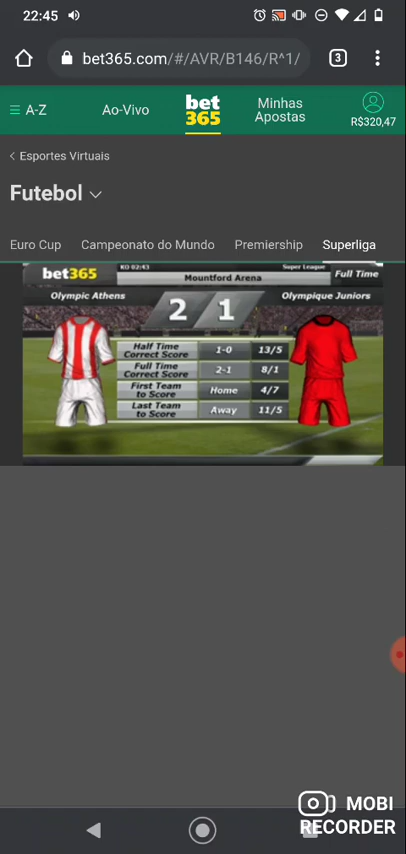 22:45
bet365.com/#/AVR/B146/R^1/
3
A-Z
Ao-Vivo
bet365
Minhas Apostas
R$320,47
Esportes Virtuais
Futebol
Euro Cup Campeonato do Mundo Premiership Superliga
bet365 KO 02:43 Super League Full Time
Mountford Arena
Olympic Athens 2 1 Olympique Juniors
Half Time Correct Score 1-0 13/5
Full Time Correct Score 2-1 8/1
First Team to Score Home 4/7
Last Team to Score Away 11/5
MOBI
RECORDER